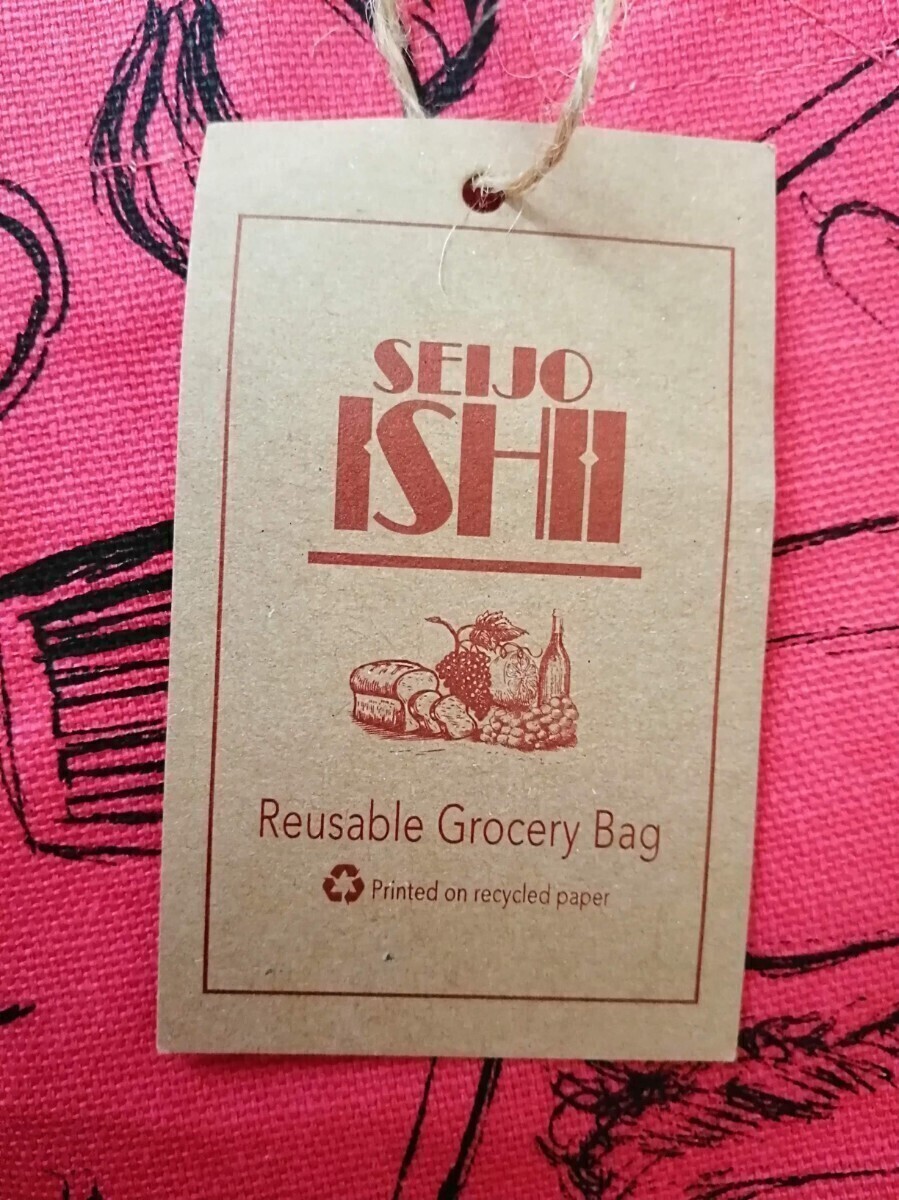 SEIJO
ISHII
Reusable Grocery Bag
Printed on recycled paper